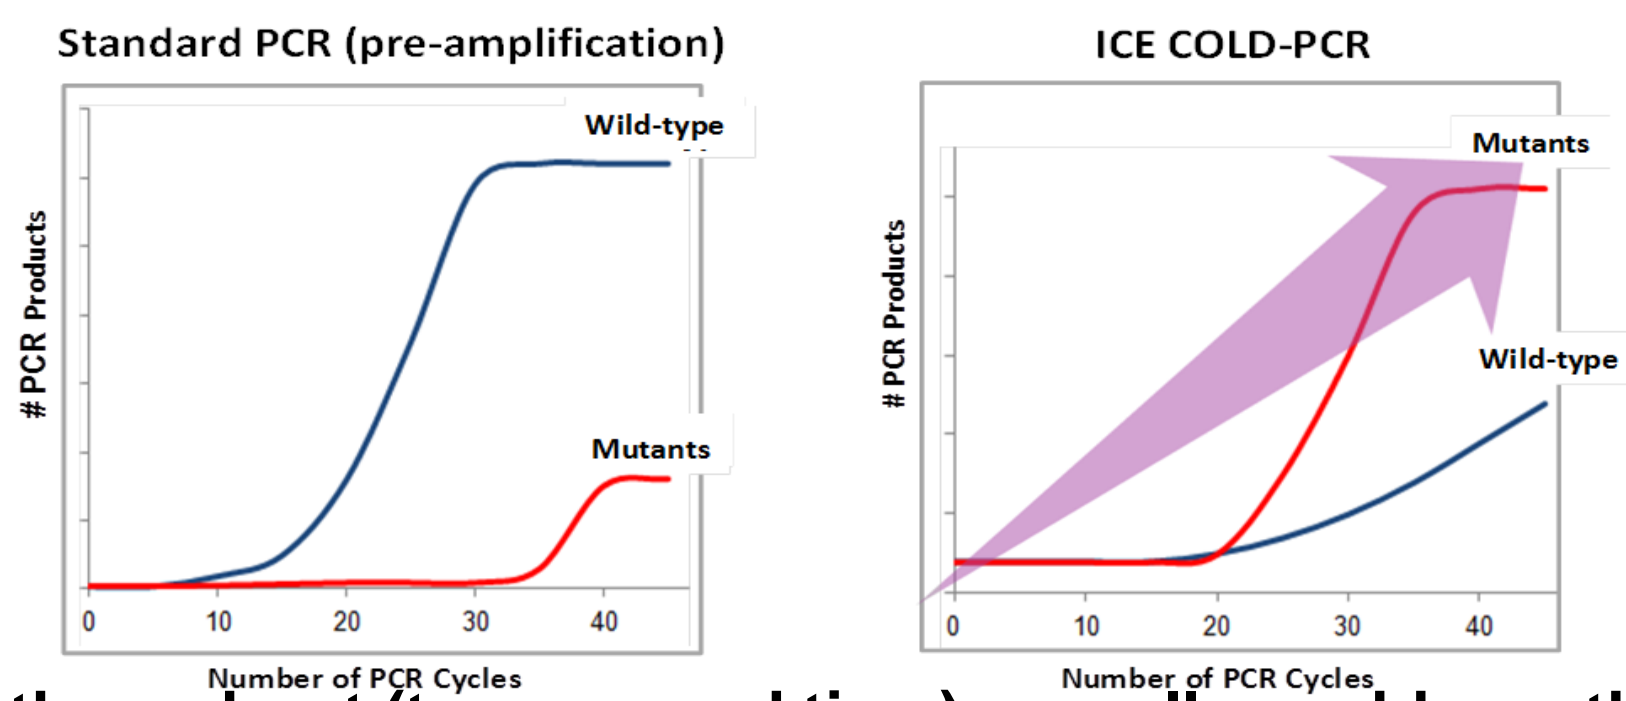 Standard PCR (pre-amplification)
Wild-type
# PCR Products
Mutants
0 10 20 30 40
Number of PCR Cycles
ICE COLD-PCR
Mutants
# PCR Products
Wild-type
0 10 20 30 40
Number of PCR Cycles